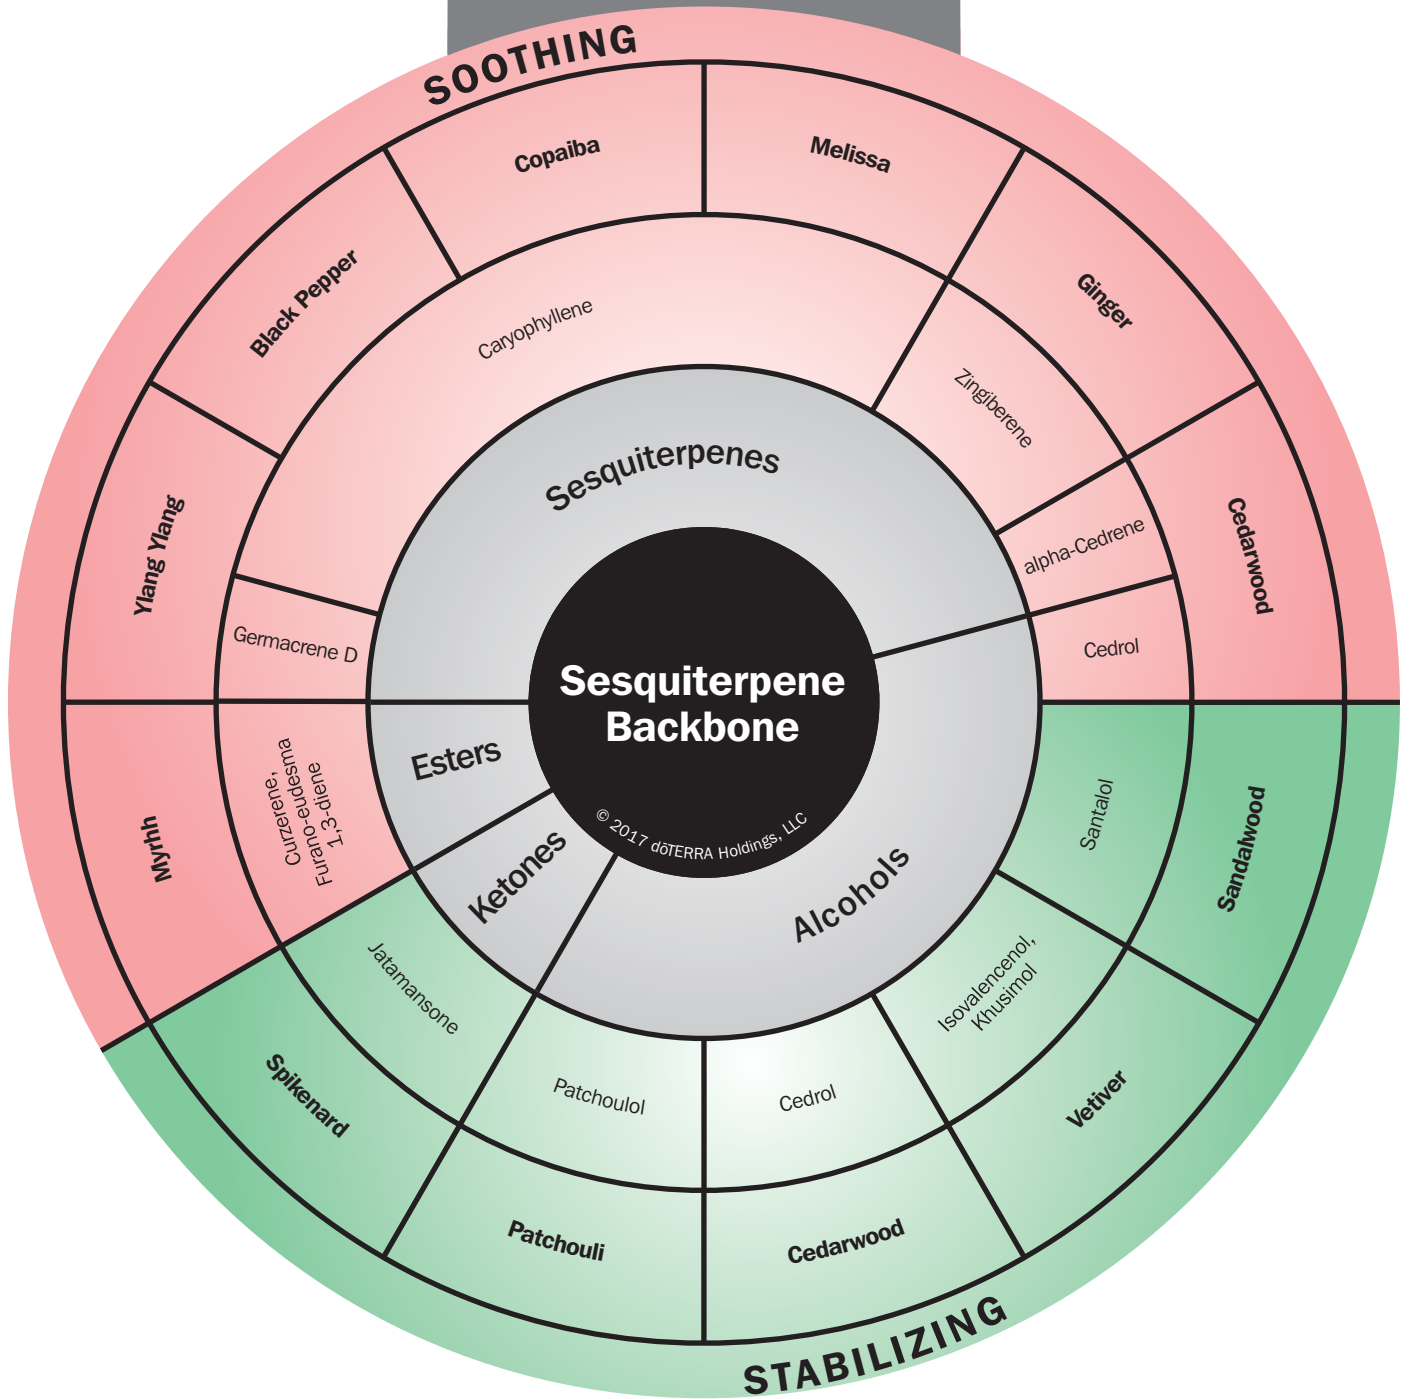 SOOTHING
Copaiba
Melissa
Black Pepper
Ginger
Ylang Ylang
Cedarwood
Caryophyllene
Zingiberene
alpha-Cedrene
Germacrene D
Cedrol
Sesquiterpenes
Sesquiterpene
Backbone
© 2017 dōTERRA Holdings, LLC
Esters
Ketones
Alcohols
Myrhh
Curzerene,
Furano-eudesma
1,3-diene
Santalol
Sandalwood
Jatamansone
Isovalencenol,
Khusimol
Patchoulol
Cedrol
Spikenard
Vetiver
Patchouli
Cedarwood
STABILIZING